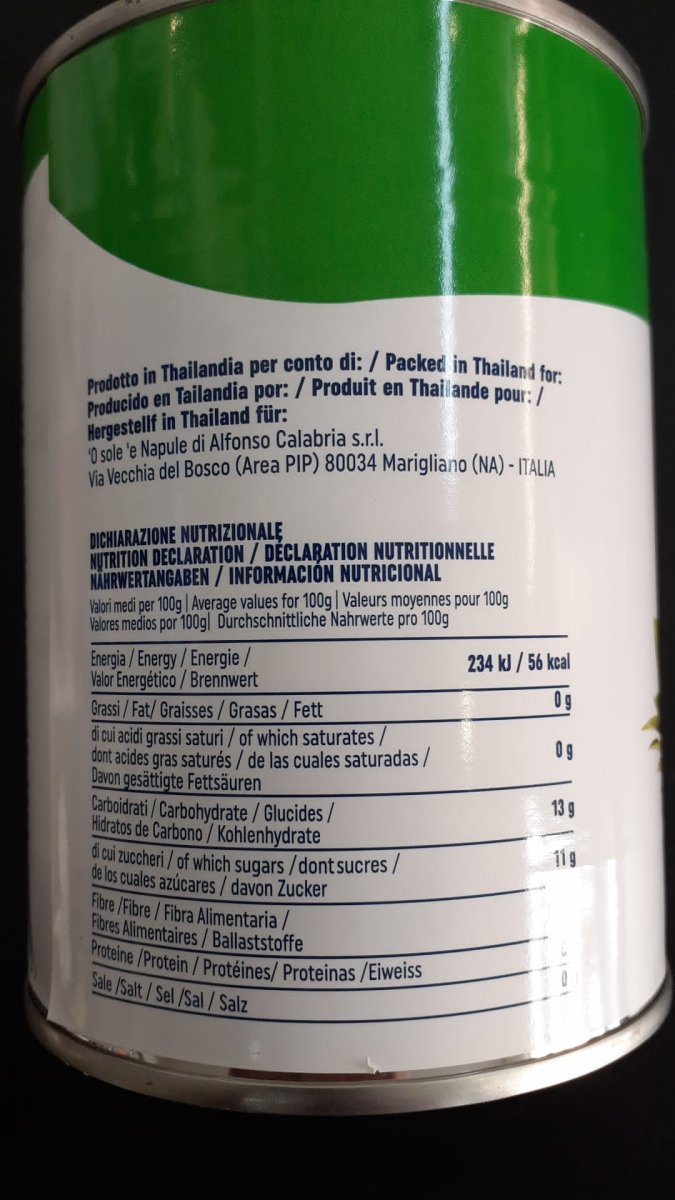 Prodotto in Thailandia per conto di: / Packed in Thailand for:
Producido en Tailandia por: / Produit en Thailande pour: /
Hergestellf in Thailand für:
'O sole 'e Napule di Alfonso Calabria s.r.l.
Via Vecchia del Bosco (Area PIP) 80034 Marigliano (NA) - ITALIA
DICHIARAZIONE NUTRIZIONALE
NUTRITION DECLARATION / DÉCLARATION NUTRITIONNELLE
NÄHRWERTANGABEN / INFORMACIÓN NUTRICIONAL
Valori medi per 100g | Average values for 100g | Valeurs moyennes pour 100g
Valores medios por 100g| Durchschnittliche Nahrwerte pro 100g
Energia / Energy / Energie /
Valor Energético / Brennwert
234 kJ / 56 kcal
Grassi / Fat/ Graisses / Grasas / Fett
0 g
di cui acidi grassi saturi / of which saturates /
dont acides gras saturés / de las cuales saturadas /
Davon gesättigte Fettsäuren
0 g
Carboidrati / Carbohydrate / Glucides /
Hidratos de Carbono / Kohlenhydrate
13 g
di cui zuccheri / of which sugars / dont sucres /
de los cuales azúcares / davon Zucker
11 g
Fibre /Fibre / Fibra Alimentaria /
Fibres Alimentaires / Ballaststoffe
Proteine /Protein / Protéines/ Proteinas /Eiweiss
Sale /Salt / Sel /Sal / Salz